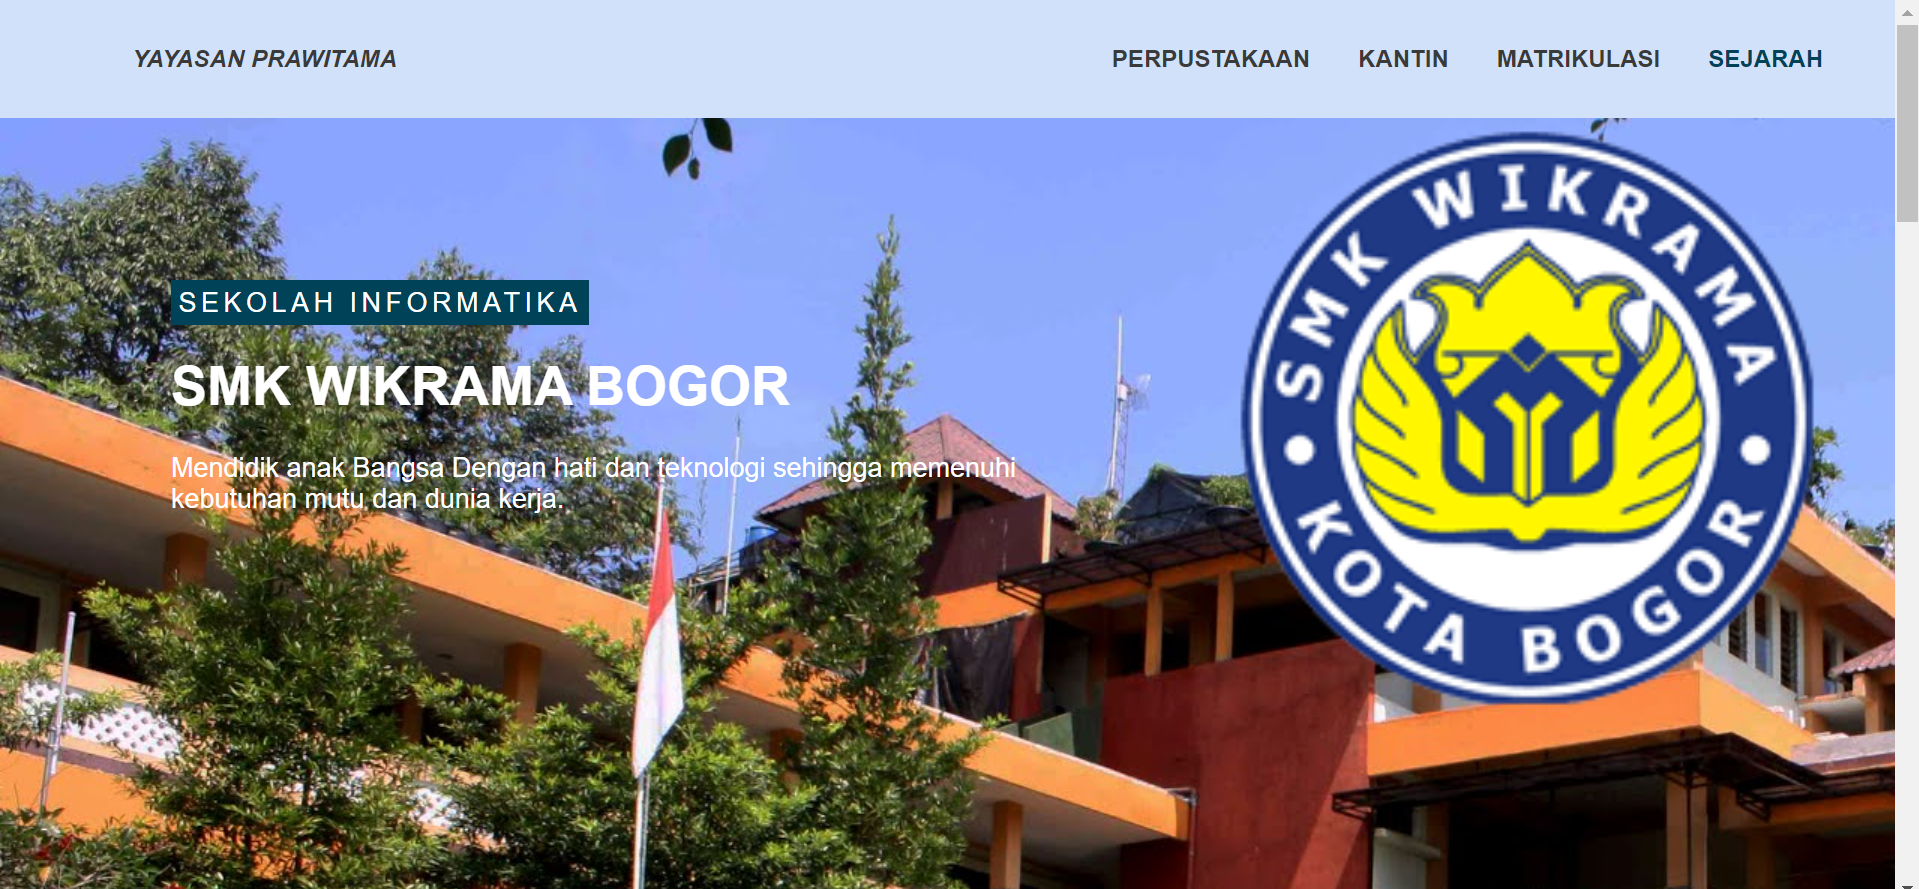 YAYASAN PRAWITAMA
PERPUSTAKAAN KANTIN MATRIKULASI SEJARAH
SEKOLAH INFORMATIKA
SMK WIKRAMA BOGOR
Mendidik anak Bangsa Dengan hati dan teknologi sehingga memenuhi
kebutuhan mutu dan dunia kerja.
SMK WIKRAMA
KOTA BOGOR